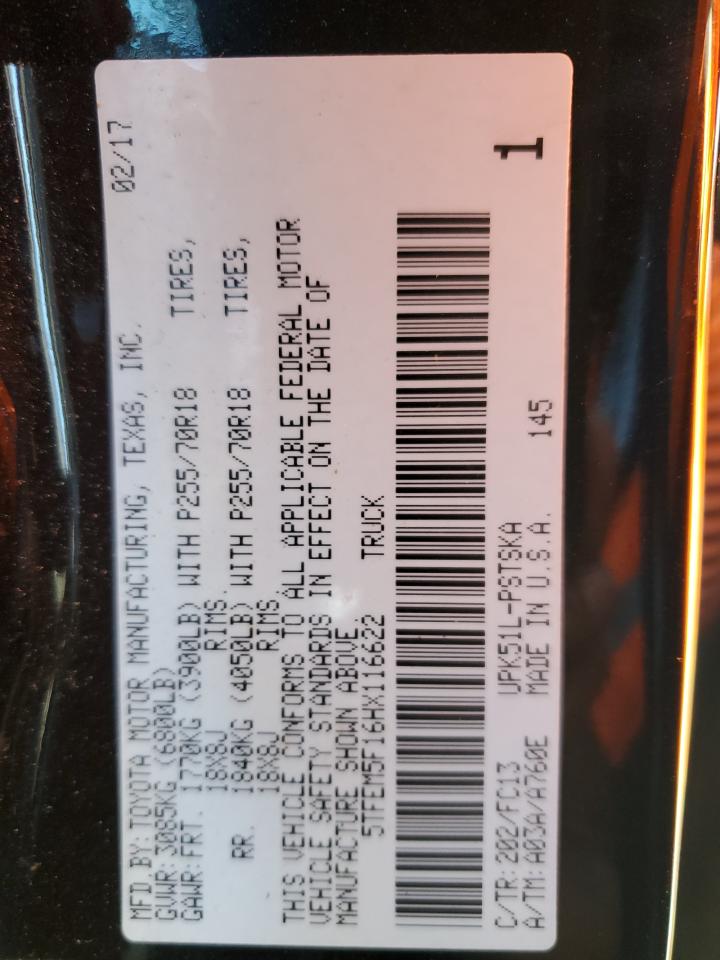 MFD.BY:TOYOTA MOTOR MANUFACTURING, TEXAS, INC. 02/17
GVWR:3085KG (6800LB)
GAWR:FRT. 1770KG (3900LB) WITH P255/70R18 TIRES,
18X8J RIMS.
RR. 1840KG (4050LB) WITH P255/70R18 TIRES,
18X8J RIMS.
THIS VEHICLE CONFORMS TO ALL APPLICABLE FEDERAL MOTOR
VEHICLE SAFETY STANDARDS IN EFFECT ON THE DATE OF
MANUFACTURE SHOWN ABOVE.
5TFEM5F16HX116622 TRUCK
1
C/TR:202/FC13 UPK51L-PSTSKA 145
A/TM:A03A/A760E MADE IN U.S.A.